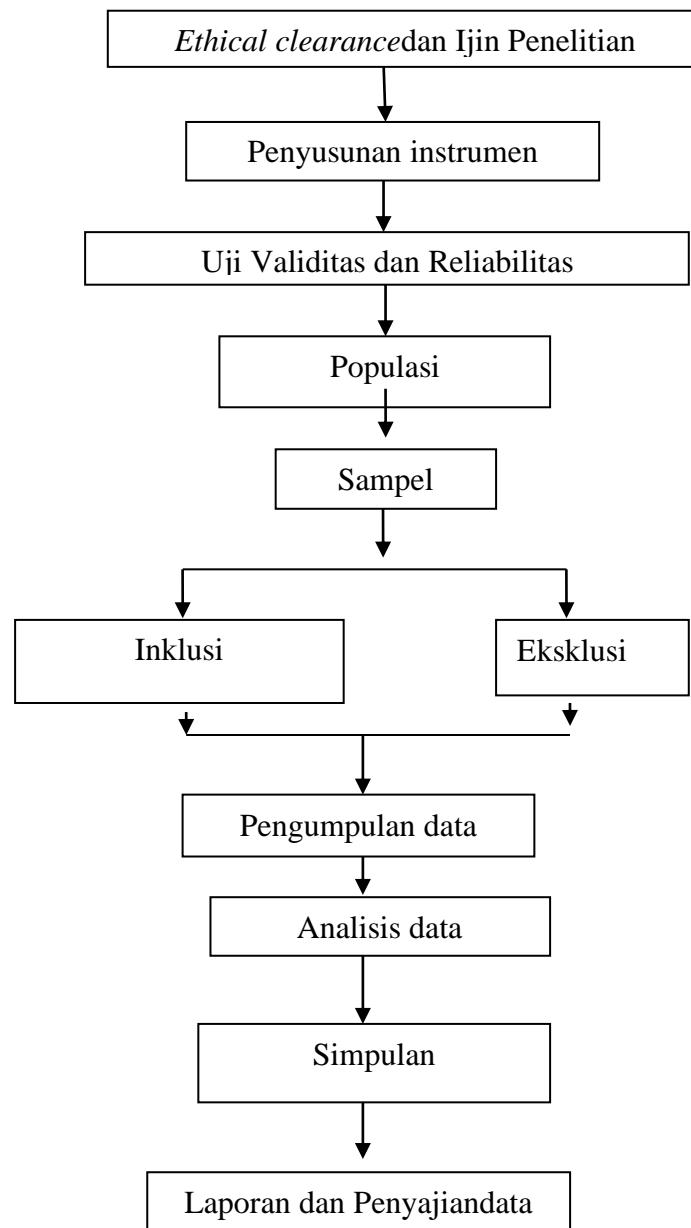 Ethical clearancedan Ijin Penelitian
Penyusunan instrumen
Uji Validitas dan Reliabilitas
Populasi
Sampel
Inklusi
Eksklusi
Pengumpulan data
Analisis data
Simpulan
Laporan dan Penyajiandata